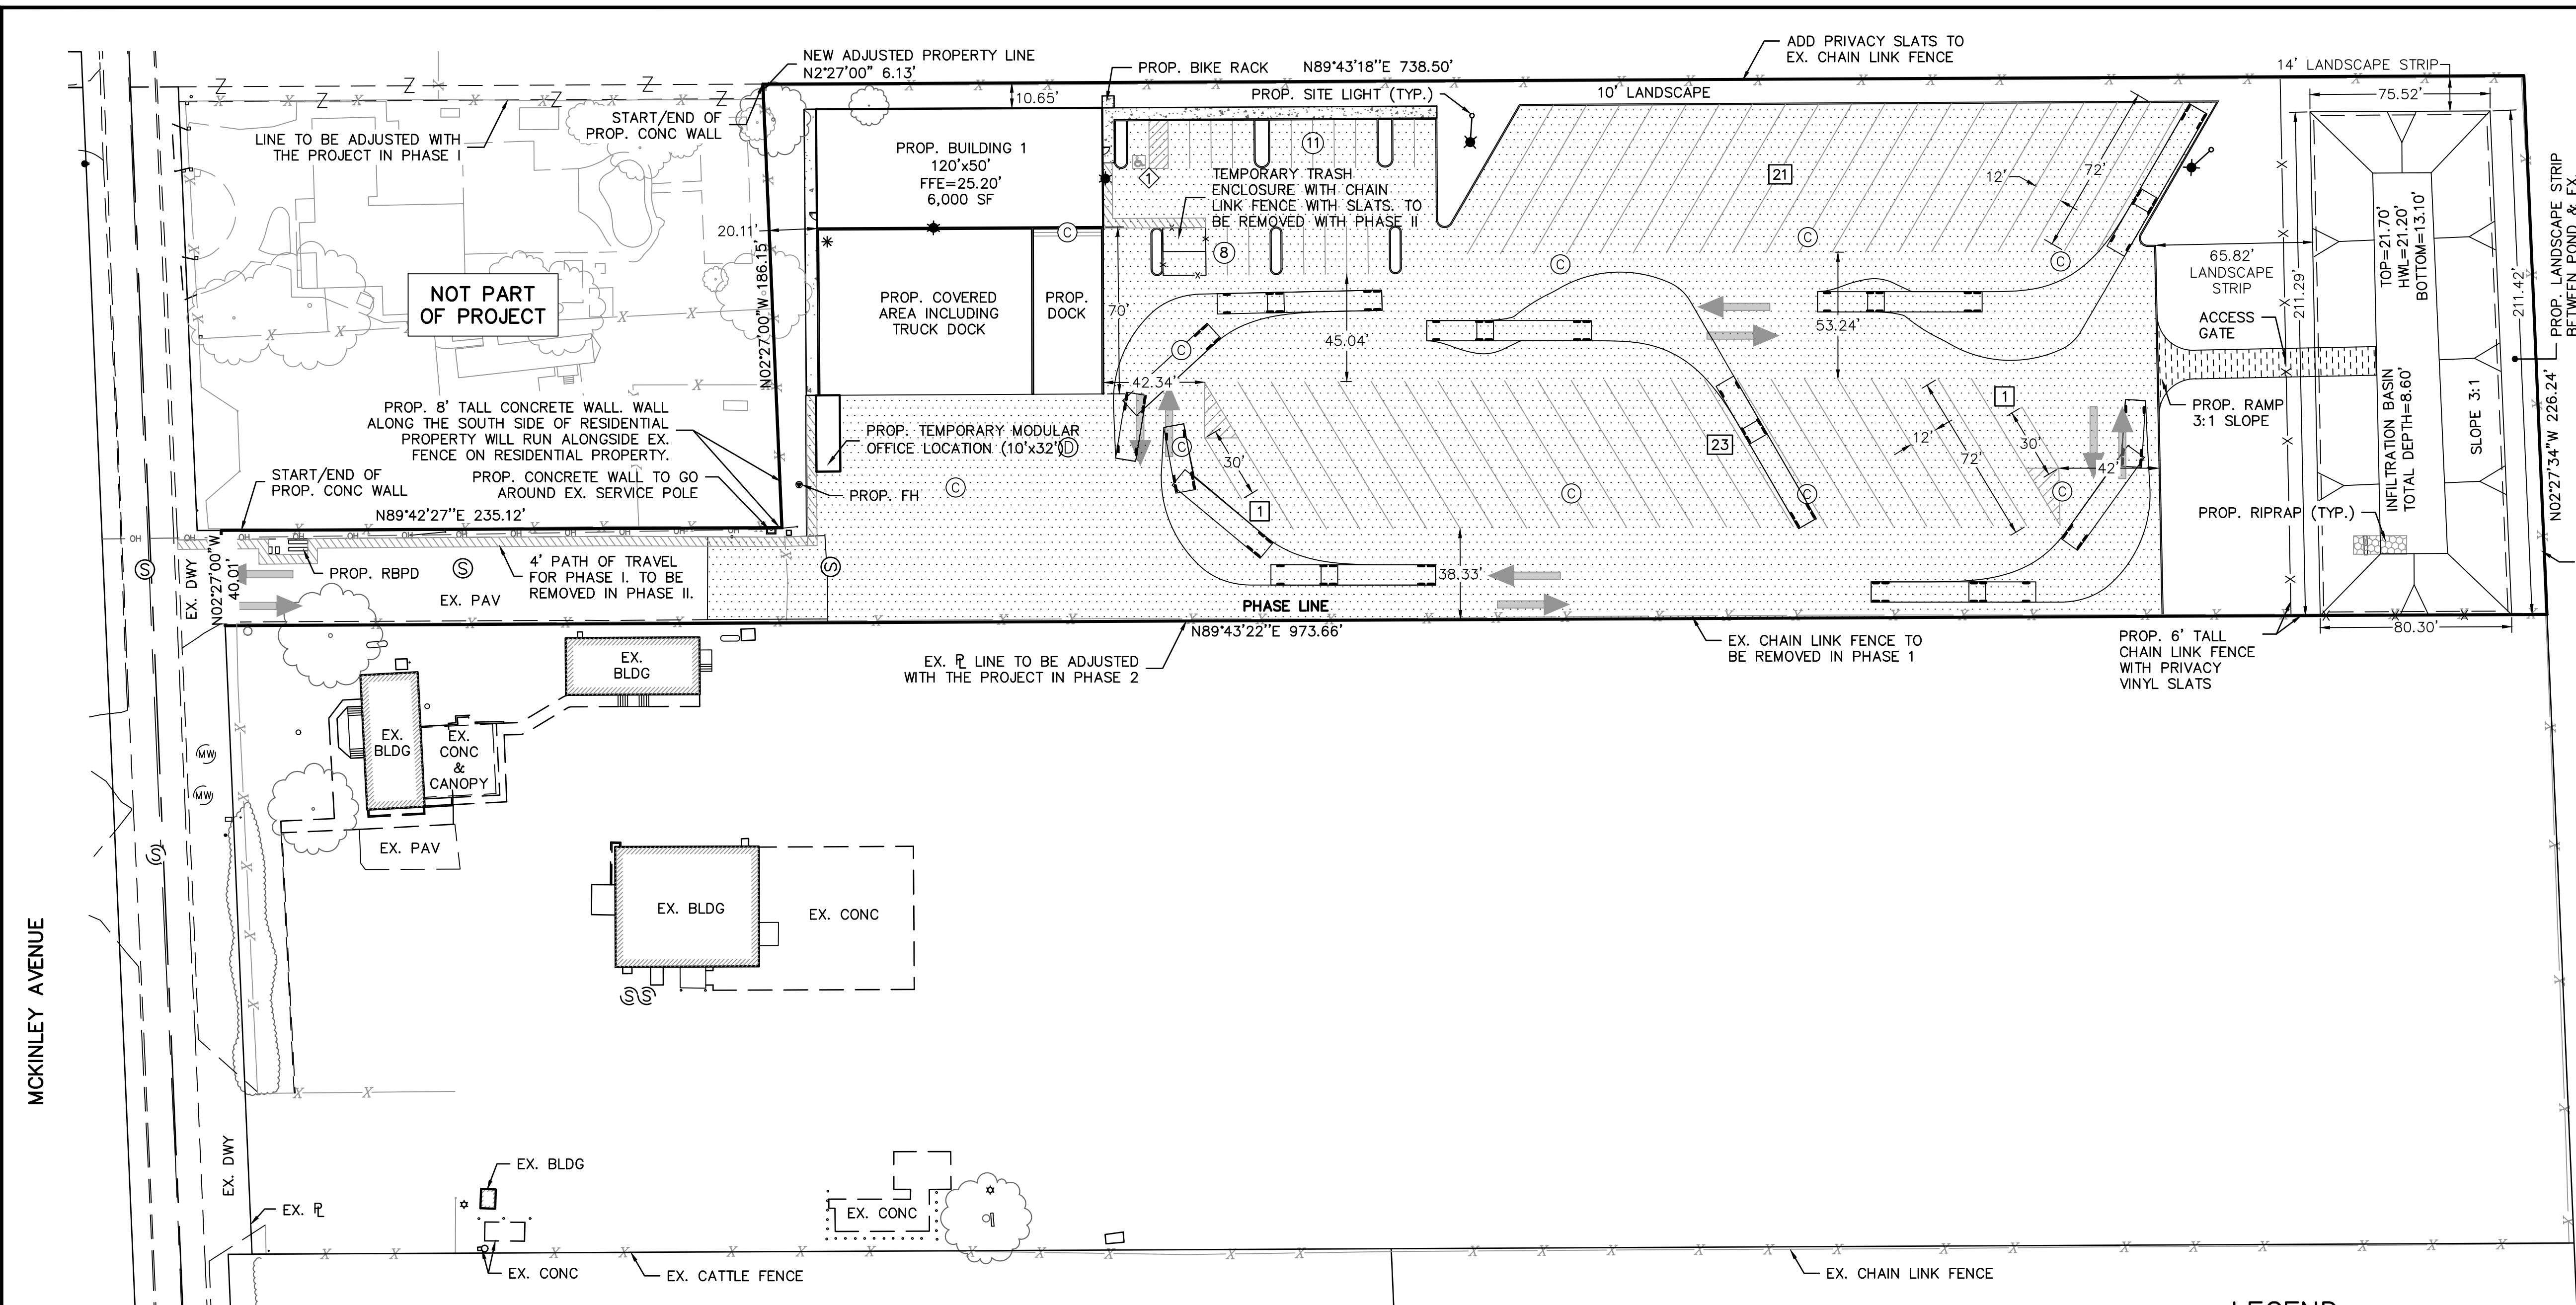 NEW ADJUSTED PROPERTY LINE
N2°27'00" 6.13'
PROP. BIKE RACK
N89°43'18''E 738.50'
ADD PRIVACY SLATS TO
EX. CHAIN LINK FENCE
14' LANDSCAPE STRIP
75.52'
Z Z Z Z Z Z
START/END OF
PROP. CONC WALL
10.65'
PROP. SITE LIGHT (TYP.)
10' LANDSCAPE
LINE TO BE ADJUSTED WITH
THE PROJECT IN PHASE I
PROP. BUILDING 1
120'x50'
FFE=25.20'
6,000 SF
11
1
TEMPORARY TRASH
ENCLOSURE WITH CHAIN
LINK FENCE WITH SLATS. TO
BE REMOVED WITH PHASE II
8
21
12'
72'
20.11'
N02°27'00"W 186.15'
C
C
C
C
NOT PART
OF PROJECT
PROP. COVERED
AREA INCLUDING
TRUCK DOCK
PROP.
DOCK
70'
45.04'
53.24'
65.82'
LANDSCAPE
STRIP
211.29'
TOP=21.70'
HWL=21.20'
BOTTOM=13.10'
211.42'
PROP. LANDSCAPE STRIP
BETWEEN POND & EX.
ACCESS
GATE
C
42.34'
PROP. 8' TALL CONCRETE WALL. WALL
ALONG THE SOUTH SIDE OF RESIDENTIAL
PROPERTY WILL RUN ALONGSIDE EX.
FENCE ON RESIDENTIAL PROPERTY.
PROP. TEMPORARY MODULAR
OFFICE LOCATION (10'x32')
D
C
30'
1
23
12'
72'
1
30'
42'
PROP. RAMP
3:1 SLOPE
INFILTRATION BASIN
TOTAL DEPTH=8.60'
SLOPE 3:1
N02°27'34"W 226.24'
START/END OF
PROP. CONC WALL
PROP. CONCRETE WALL TO GO
AROUND EX. SERVICE POLE
PROP. FH
C
C
C
C
PROP. RIPRAP (TYP.)
N89°42'27''E 235.12'
OH OH OH OH OH OH OH OH OH
S
EX. DWY
N02°27'00"W
40.01'
PROP. RBPD
S
4' PATH OF TRAVEL
FOR PHASE I. TO BE
REMOVED IN PHASE II.
S
EX. PAV
38.33'
PHASE LINE
N89°43'22''E 973.66'
80.30'
EX. PL LINE TO BE ADJUSTED
WITH THE PROJECT IN PHASE 2
EX. CHAIN LINK FENCE TO
BE REMOVED IN PHASE 1
PROP. 6' TALL
CHAIN LINK FENCE
WITH PRIVACY
VINYL SLATS
EX.
BLDG
EX.
BLDG
EX.
CONC
&
CANOPY
MW
MW
EX. PAV
S
EX. BLDG
EX. CONC
SS
MCKINLEY AVENUE
EX. DWY
EX. BLDG
EX. PL
EX. CONC
EX. CONC
EX. CATTLE FENCE
EX. CHAIN LINK FENCE